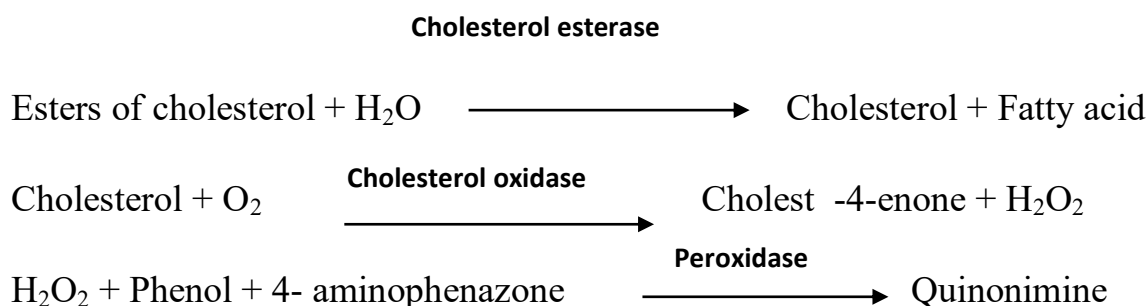 Cholesterol esterase
Esters of cholesterol + H₂O Cholesterol + Fatty acid
Cholesterol oxidase
Cholesterol + O₂ Cholest -4-enone + H₂O₂
Peroxidase
H₂O₂ + Phenol + 4- aminophenazone Quinonimine